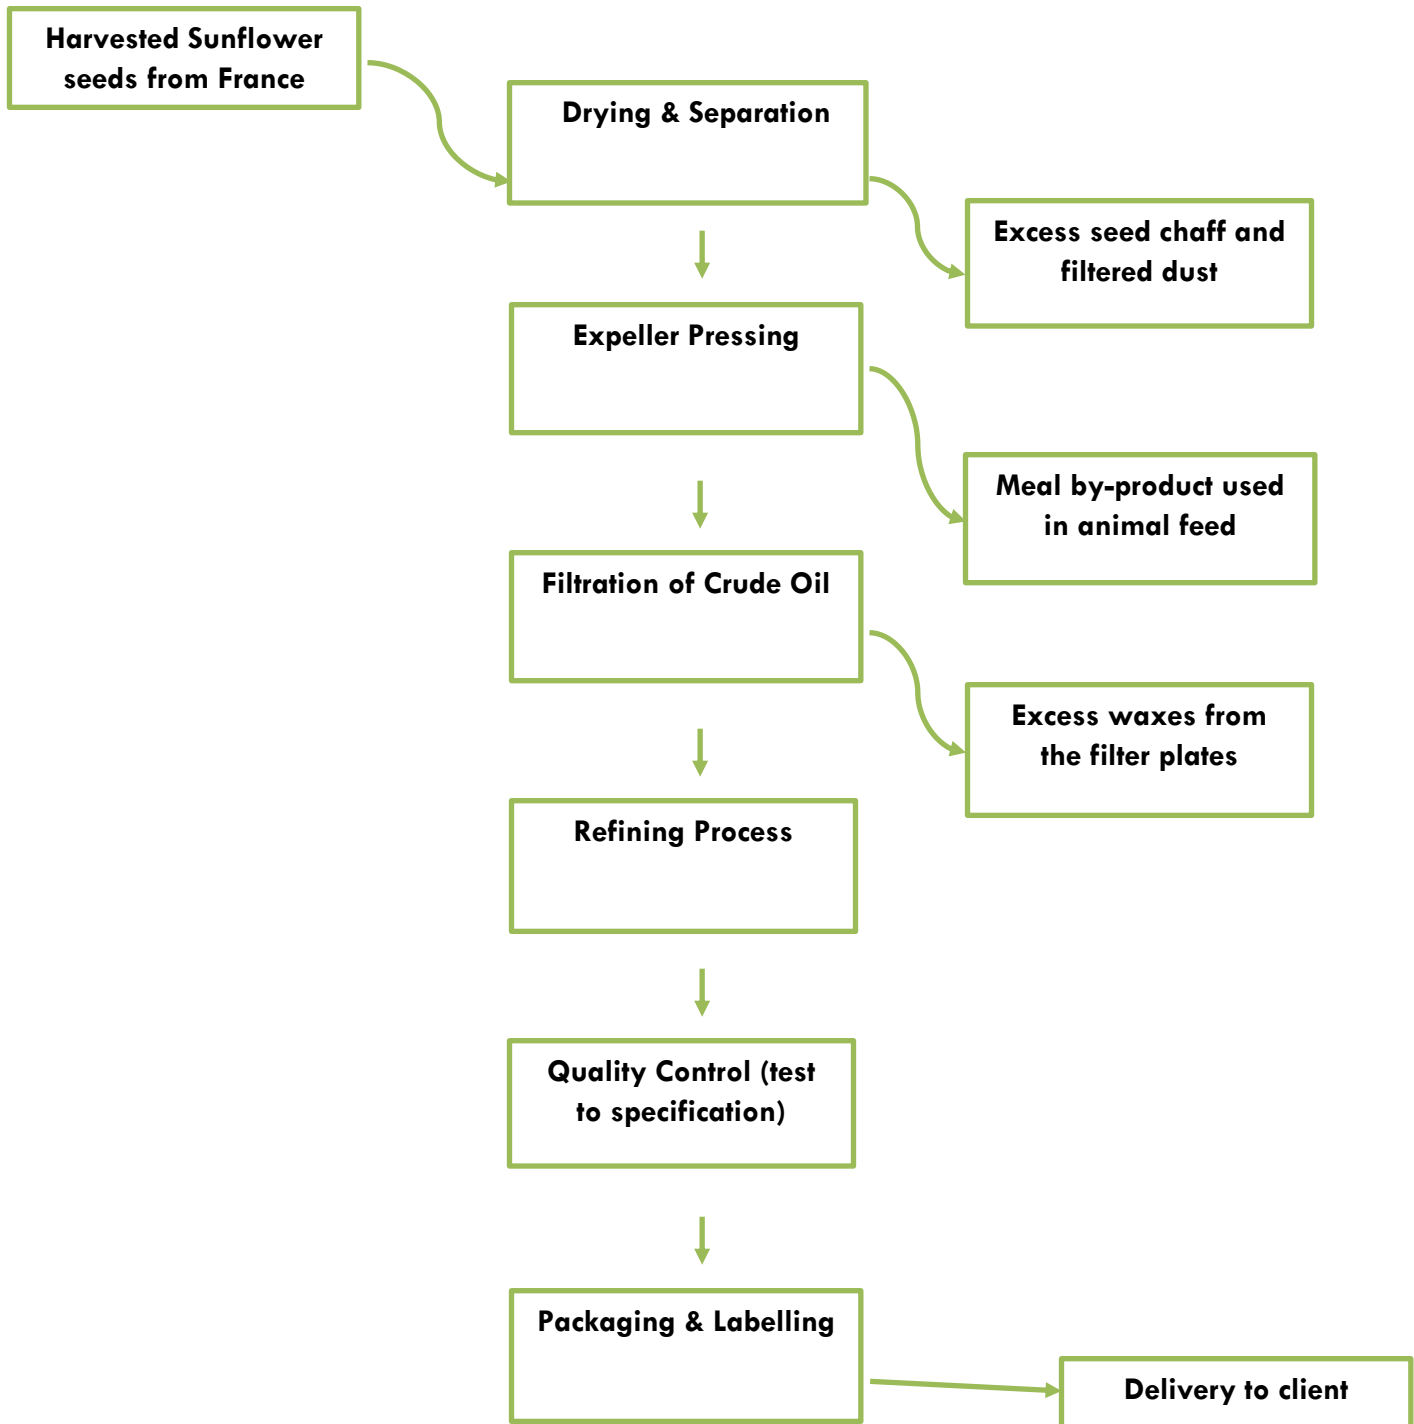 Harvested Sunflower
seeds from France
Drying & Separation
Excess seed chaff and
filtered dust
Expeller Pressing
Meal by-product used
in animal feed
Filtration of Crude Oil
Excess waxes from
the filter plates
Refining Process
Quality Control (test
to specification)
Packaging & Labelling
Delivery to client